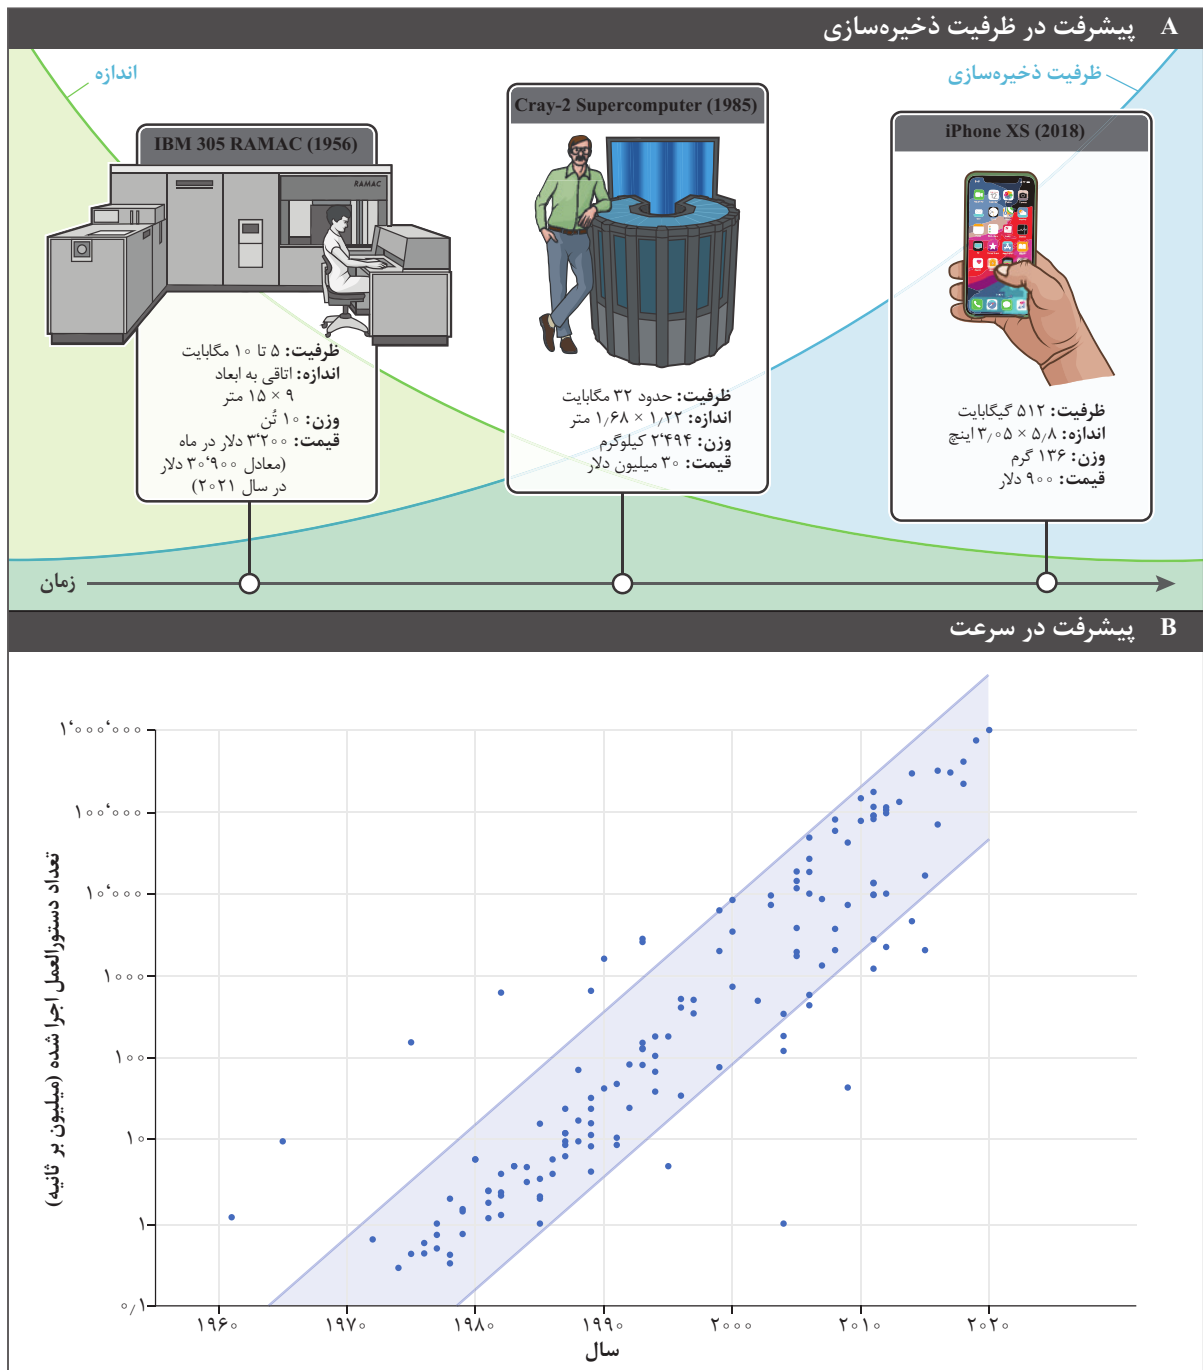 A پیشرفت در ظرفیت ذخیره‌سازی
اندازه
ظرفیت ذخیره‌سازی
IBM 305 RAMAC (1956)
RAMAC
ظرفیت: ۵ تا ۱۰ مگابایت
اندازه: اتاقی به ابعاد
۹ × ۱۵ متر
وزن: ۱۰ تُن
قیمت: ۳٬۲۰۰ دلار در ماه
(معادل ۳۰٬۹۰۰ دلار
در سال ۲۰۲۱)
Cray-2 Supercomputer (1985)
ظرفیت: حدود ۳۲ مگابایت
اندازه: ۱٫۲۲ × ۱٫۶۸ متر
وزن: ۲٬۴۹۴ کیلوگرم
قیمت: ۳۰ میلیون دلار
iPhone XS (2018)
ظرفیت: ۵۱۲ گیگابایت
اندازه: ۵٫۸ × ۳٫۰۵ اینچ
وزن: ۱۳۶ گرم
قیمت: ۹۰۰ دلار
زمان
B پیشرفت در سرعت
تعداد دستورالعمل اجرا شده (میلیون بر ثانیه)
۱٬۰۰۰٬۰۰۰
۱۰۰٬۰۰۰
۱۰٬۰۰۰
۱۰۰۰
۱۰۰
۱۰
۱
۰٫۱
۱۹۶۰ ۱۹۷۰ ۱۹۸۰ ۱۹۹۰ ۲۰۰۰ ۲۰۱۰ ۲۰۲۰
سال